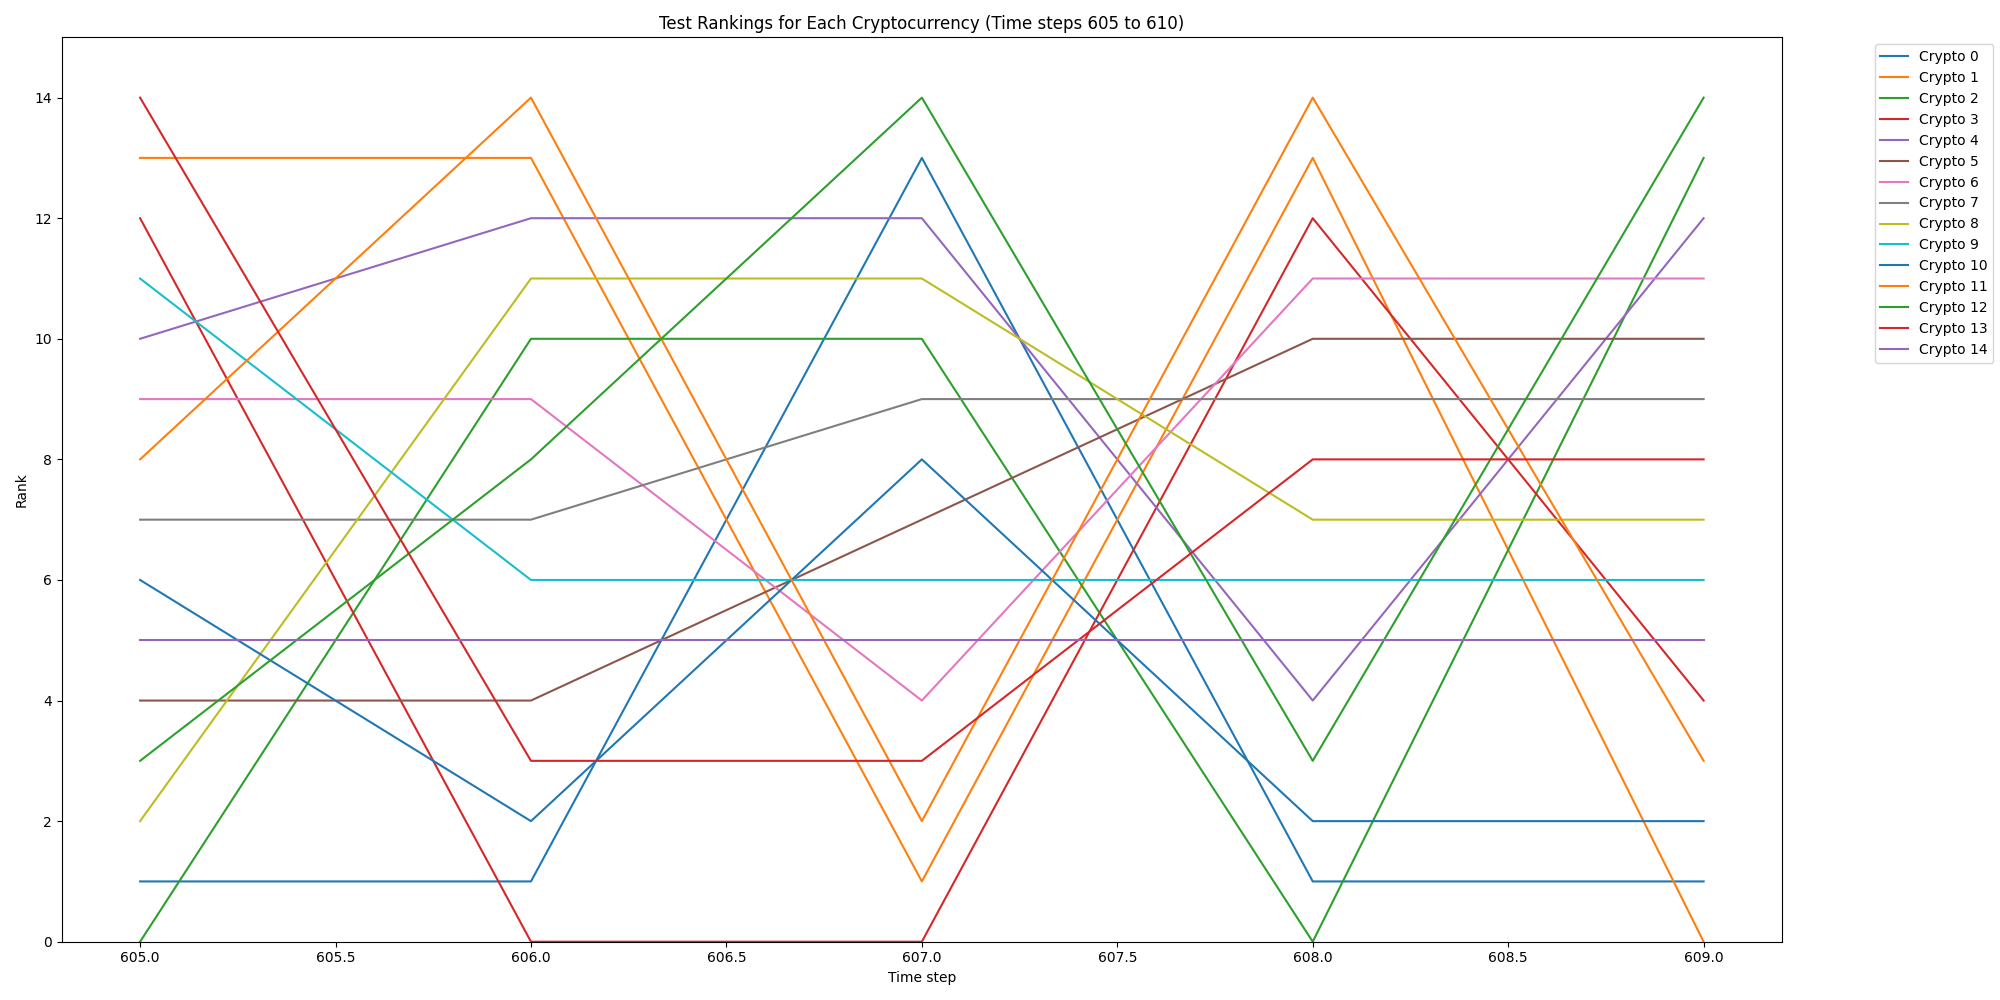 Test Rankings for Each Cryptocurrency (Time steps 605 to 610)
Rank
14
12
10
8
6
4
2
0
605.0 605.5 606.0 606.5 607.0 607.5 608.0 608.5 609.0
Time step
Crypto 0
Crypto 1
Crypto 2
Crypto 3
Crypto 4
Crypto 5
Crypto 6
Crypto 7
Crypto 8
Crypto 9
Crypto 10
Crypto 11
Crypto 12
Crypto 13
Crypto 14